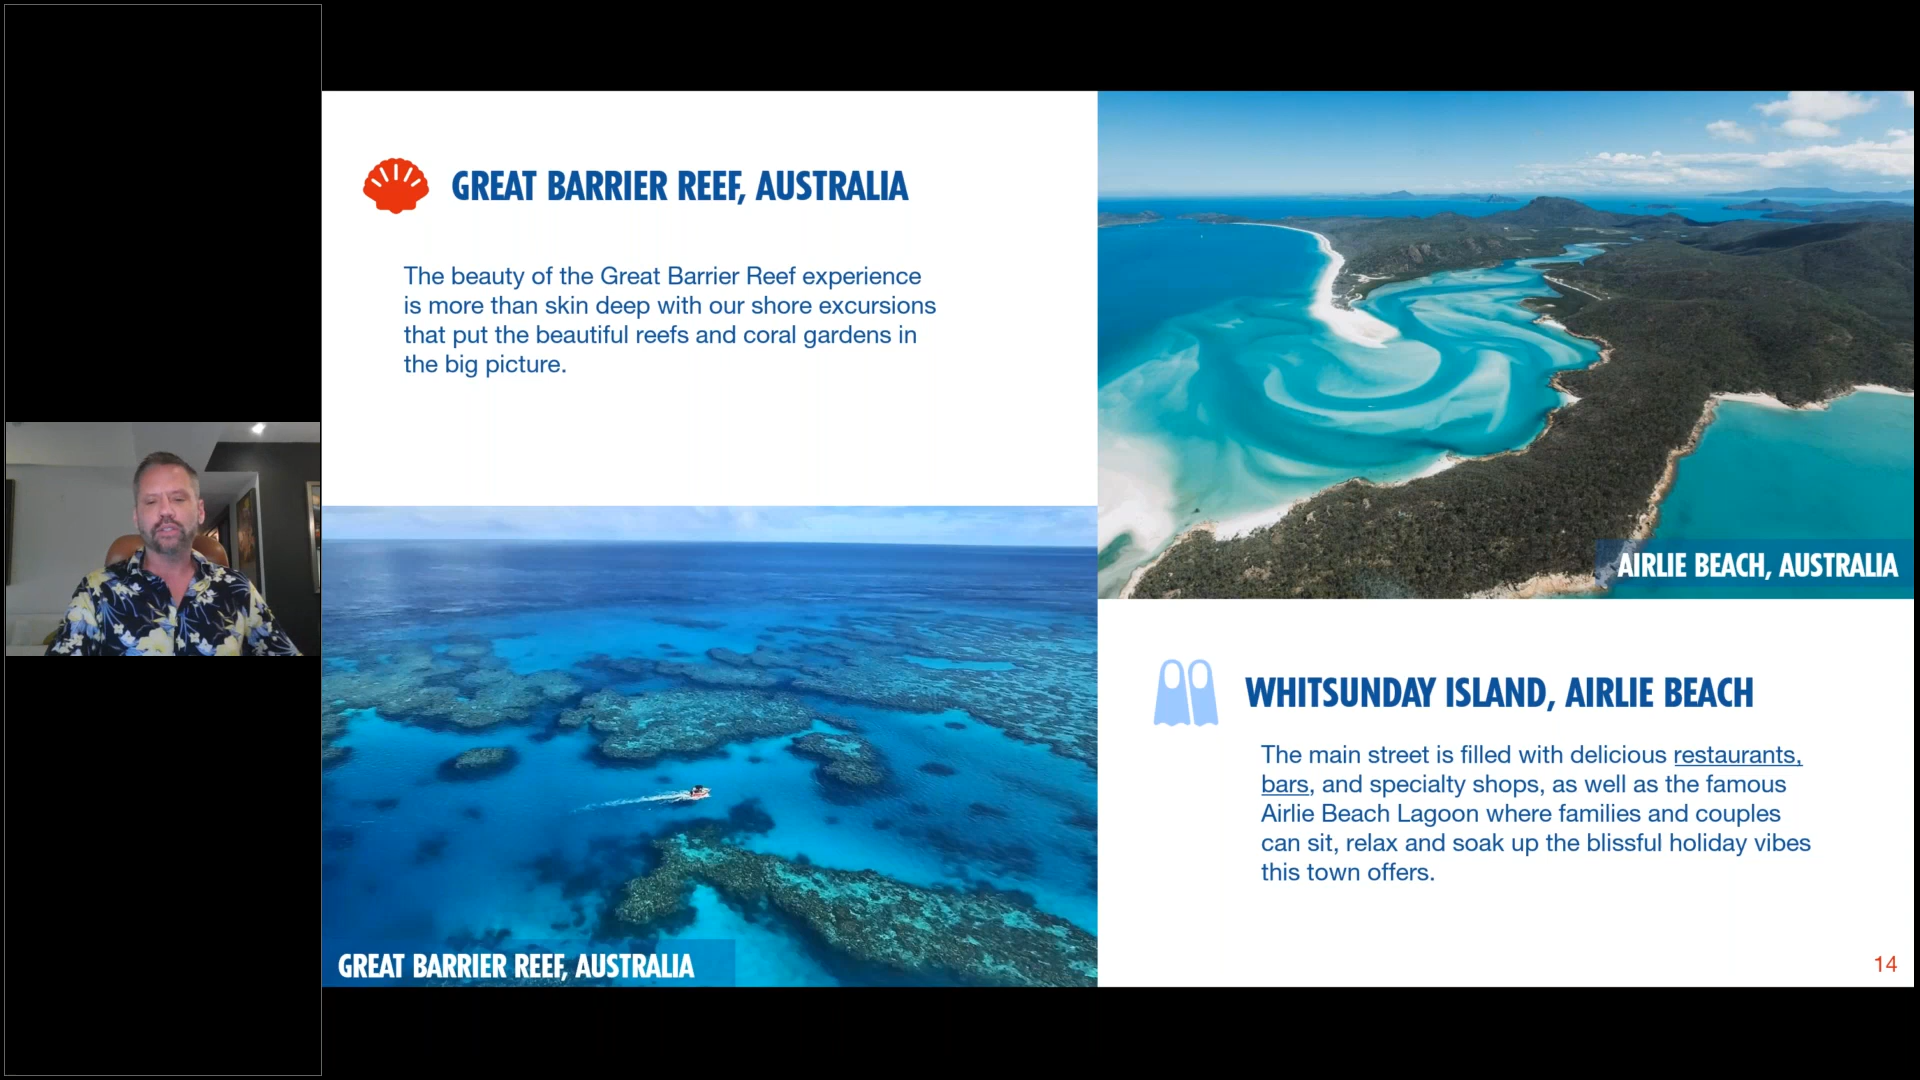 GREAT BARRIER REEF, AUSTRALIA
The beauty of the Great Barrier Reef experience
is more than skin deep with our shore excursions
that put the beautiful reefs and coral gardens in
the big picture.
GREAT BARRIER REEF, AUSTRALIA
AIRLIE BEACH, AUSTRALIA
WHITSUNDAY ISLAND, AIRLIE BEACH
The main street is filled with delicious restaurants,
bars, and specialty shops, as well as the famous
Airlie Beach Lagoon where families and couples
can sit, relax and soak up the blissful holiday vibes
this town offers.
14